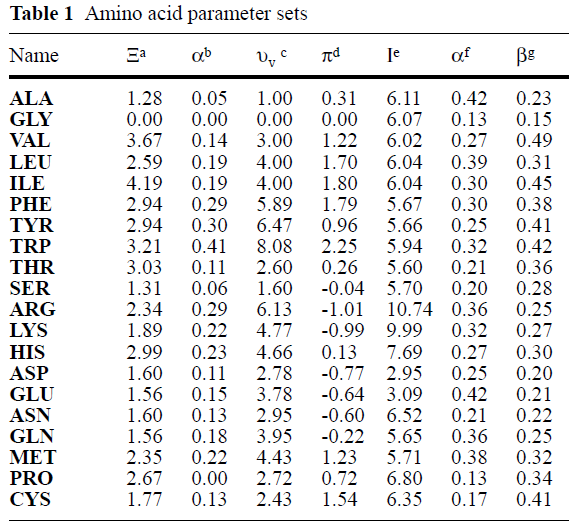 Table 1 Amino acid parameter sets
Name Ξa αb υv c πd Ie αf βg
ALA 1.28 0.05 1.00 0.31 6.11 0.42 0.23
GLY 0.00 0.00 0.00 0.00 6.07 0.13 0.15
VAL 3.67 0.14 3.00 1.22 6.02 0.27 0.49
LEU 2.59 0.19 4.00 1.70 6.04 0.39 0.31
ILE 4.19 0.19 4.00 1.80 6.04 0.30 0.45
PHE 2.94 0.29 5.89 1.79 5.67 0.30 0.38
TYR 2.94 0.30 6.47 0.96 5.66 0.25 0.41
TRP 3.21 0.41 8.08 2.25 5.94 0.32 0.42
THR 3.03 0.11 2.60 0.26 5.60 0.21 0.36
SER 1.31 0.06 1.60 -0.04 5.70 0.20 0.28
ARG 2.34 0.29 6.13 -1.01 10.74 0.36 0.25
LYS 1.89 0.22 4.77 -0.99 9.99 0.32 0.27
HIS 2.99 0.23 4.66 0.13 7.69 0.27 0.30
ASP 1.60 0.11 2.78 -0.77 2.95 0.25 0.20
GLU 1.56 0.15 3.78 -0.64 3.09 0.42 0.21
ASN 1.60 0.13 2.95 -0.60 6.52 0.21 0.22
GLN 1.56 0.18 3.95 -0.22 5.65 0.36 0.25
MET 2.35 0.22 4.43 1.23 5.71 0.38 0.32
PRO 2.67 0.00 2.72 0.72 6.80 0.13 0.34
CYS 1.77 0.13 2.43 1.54 6.35 0.17 0.41